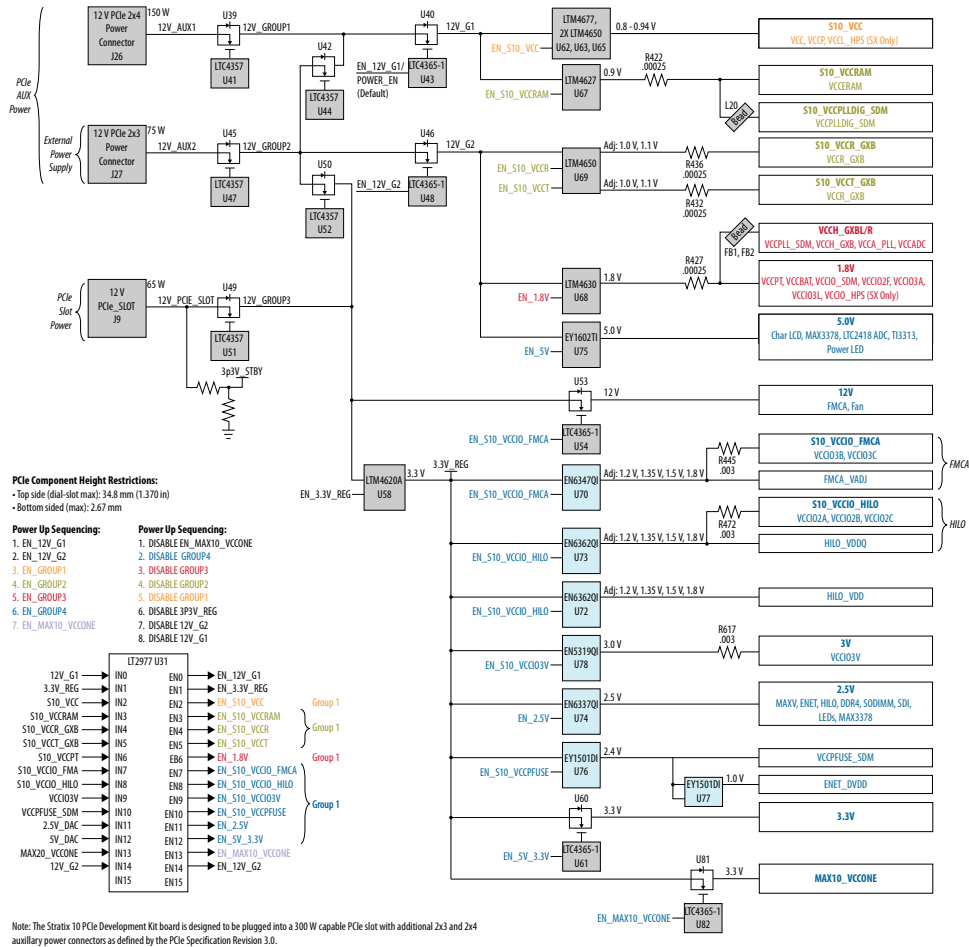 12 V PCIe 2x4
Power
Connector
J26
150 W
12V_AUX1
U39
LTC4357
U41
12V_GROUP1
U42
LTC4357
U44
EN_12V_G1/
POWER_EN
(Default)
U40
LTC4365-1
U43
12V_G1
EN_S10_VCC
LTM4677,
2X LTM4650
U62, U63, U65
0.8 - 0.94 V
S10_VCC
VCC, VCCP, VCCL_HPS (SX Only)
EN_S10_VCCRAM
LTM4627
U67
0.9 V
R422
.00025
S10_VCCRAM
VCCERAM
L20
Bead
S10_VCCPLLDIG_SDM
VCCPLLDIG_SDM
PCIe
AUX
Power
External
Power
Supply
12 V PCIe 2x3
Power
Connector
J27
75 W
12V_AUX2
U45
LTC4357
U47
12V_GROUP2
U50
LTC4357
U52
EN_12V_G2
U46
LTC4365-1
U48
12V_G2
EN_S10_VCCR
EN_S10_VCCT
LTM4650
U69
Adj: 1.0 V, 1.1 V
R436
.00025
S10_VCCR_GXB
VCCR_GXB
Adj: 1.0 V, 1.1 V
R432
.00025
S10_VCCT_GXB
VCCR_GXB
Bead
FB1, FB2
VCCH_GXBL/R
VCCPLL_SDM, VCCH_GXB, VCCA_PLL, VCCADC
EN_1.8V
LTM4630
U68
1.8 V
R427
.00025
1.8V
VCCPT, VCCBAT, VCCIO_SDM, VCCIO2F, VCCIO3A,
VCCIO3L, VCCIO_HPS (SX Only)
EN_5V
EY1602TI
U75
5.0 V
5.0V
Char LCD, MAX3378, LTC2418 ADC, TI3313,
Power LED
PCIe
Slot
Power
12 V
PCIe_SLOT
J9
65 W
12V_PCIE_SLOT
U49
LTC4357
U51
12V_GROUP3
3p3V_STBY
U53
LTC4365-1
U54
EN_S10_VCCIO_FMCA
12 V
12V
FMCA, Fan
EN_3.3V_REG
LTM4620A
U58
3.3 V
3.3V_REG
EN_S10_VCCIO_FMCA
EN6347QI
U70
Adj: 1.2 V, 1.35 V, 1.5 V, 1.8 V
R445
.003
S10_VCCIO_FMCA
VCCIO3B, VCCIO3C
FMCA_VADJ
FMCA
EN_S10_VCCIO_HILO
EN6362QI
U73
Adj: 1.2 V, 1.35 V, 1.5 V, 1.8 V
R472
.003
S10_VCCIO_HILO
VCCIO2A, VCCIO2B, VCCIO2C
HILO_VDDQ
HILO
EN_S10_VCCIO_HILO
EN6362QI
U72
Adj: 1.2 V, 1.35 V, 1.5 V, 1.8 V
HILO_VDD
EN_S10_VCCIO3V
EN5319QI
U78
3.0 V
R617
.003
3V
VCCIO3V
EN_2.5V
EN6337QI
U74
2.5 V
2.5V
MAXV, ENET, HILO, DDR4, SODIMM, SDI,
LEDs, MAX3378
EN_S10_VCCPFUSE
EY1501DI
U76
2.4 V
VCCPFUSE_SDM
EY1501DI
U77
1.0 V
ENET_DVDD
U60
LTC4365-1
U61
EN_5V_3.3V
3.3 V
3.3V
U81
LTC4365-1
U82
EN_MAX10_VCCONE
3.3 V
MAX10_VCCONE
PCIe Component Height Restrictions:
• Top side (dial-slot max): 34.8 mm (1.370 in)
• Bottom sided (max): 2.67 mm
Power Up Sequencing:
1. EN_12V_G1
2. EN_12V_G2
3. EN_GROUP1
4. EN_GROUP2
5. EN_GROUP3
6. EN_GROUP4
7. EN_MAX10_VCCONE
Power Up Sequencing:
1. DISABLE EN_MAX10_VCCONE
2. DISABLE GROUP4
3. DISABLE GROUP3
4. DISABLE GROUP2
5. DISABLE GROUP1
6. DISABLE 3P3V_REG
7. DISABLE 12V_G2
8. DISABLE 12V_G1
LT2977 U31
12V_G1 IN0 EN0 EN_12V_G1
3.3V_REG IN1 EN1 EN_3.3V_REG
S10_VCC IN2 EN2 EN_S10_VCC Group 1
S10_VCCRAM IN3 EN3 EN_S10_VCCRAM
S10_VCCR_GXB IN4 EN4 EN_S10_VCCR Group 1
S10_VCCT_GXB IN5 EN5 EN_S10_VCCT
S10_VCCPT IN6 EB6 EN_1.8V Group 1
S10_VCCIO_FMA IN7 EN7 EN_S10_VCCIO_FMCA
S10_VCCIO_HILO IN8 EN8 EN_S10_VCCIO_HILO
VCCIO3V IN9 EN9 EN_S10_VCCIO3V Group 1
VCCPFUSE_SDM IN10 EN10 EN_S10_VCCPFUSE
2.5V_DAC IN11 EN11 EN_2.5V
5V_DAC IN12 EN12 EN_5V_3.3V
MAX20_VCCONE IN13 EN13 EN_MAX10_VCCONE
12V_G2 IN14 EN14 EN_12V_G2
IN15 EN15
Note: The Stratix 10 PCIe Development Kit board is designed to be plugged into a 300 W capable PCIe slot with additional 2x3 and 2x4
auxillary power connectors as defined by the PCIe Specification Revision 3.0.